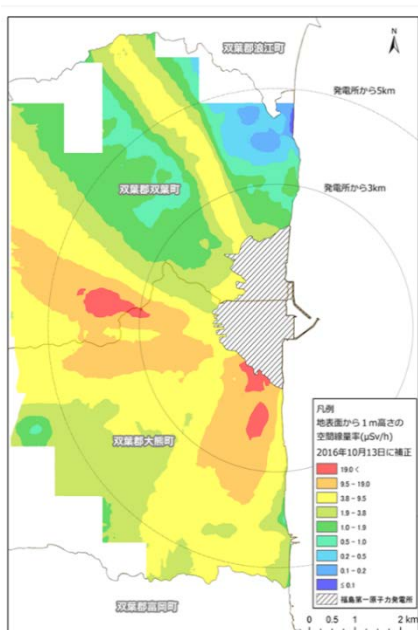 双葉郡浪江町
N
発電所から5km
発電所から3km
双葉郡双葉町
双葉郡大熊町
双葉郡富岡町
凡例
地表面から1m高さの
空間線量率(μSv/h)
2016年10月13日に補正
19.0 <
9.5 - 19.0
3.8 - 9.5
1.9 - 3.8
1.0 - 1.9
0.5 - 1.0
0.2 - 0.5
0.1 - 0.2
≤ 0.1
福島第一原子力発電所
0 0.5 1 2 km